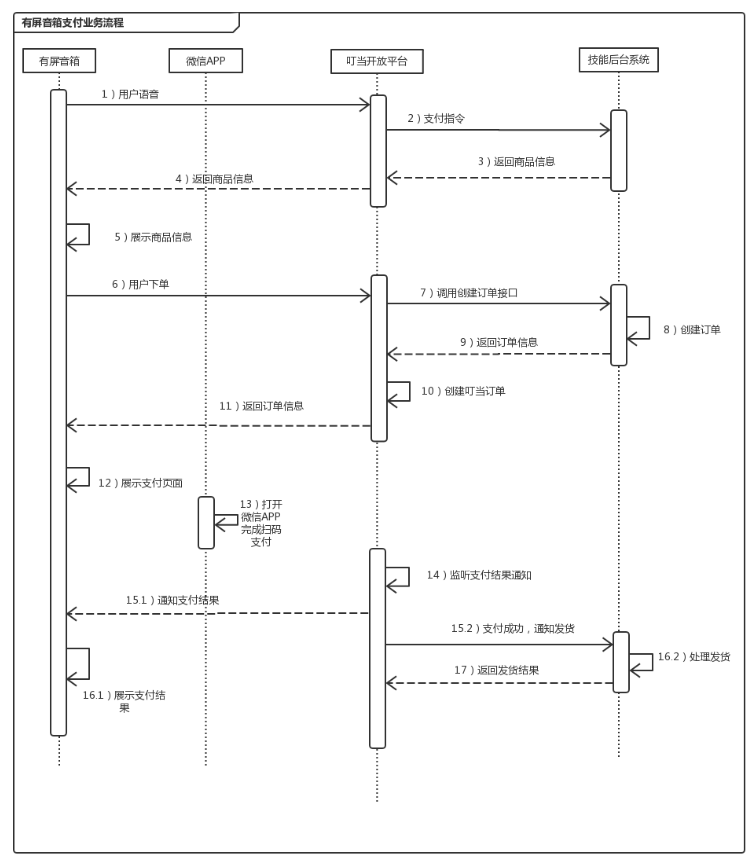 有屏音箱支付业务流程
有屏音箱
微信APP
叮当开放平台
技能后台系统
1）用户语音
2）支付指令
3）返回商品信息
4）返回商品信息
5）展示商品信息
6）用户下单
7）调用创建订单接口
8）创建订单
9）返回订单信息
10）创建叮当订单
11）返回订单信息
12）展示支付页面
13）打开
微信APP
完成扫码
支付
14）监听支付结果通知
15.1）通知支付结果
15.2）支付成功，通知发货
16.2）处理发货
17）返回发货结果
16.1）展示支付结
果